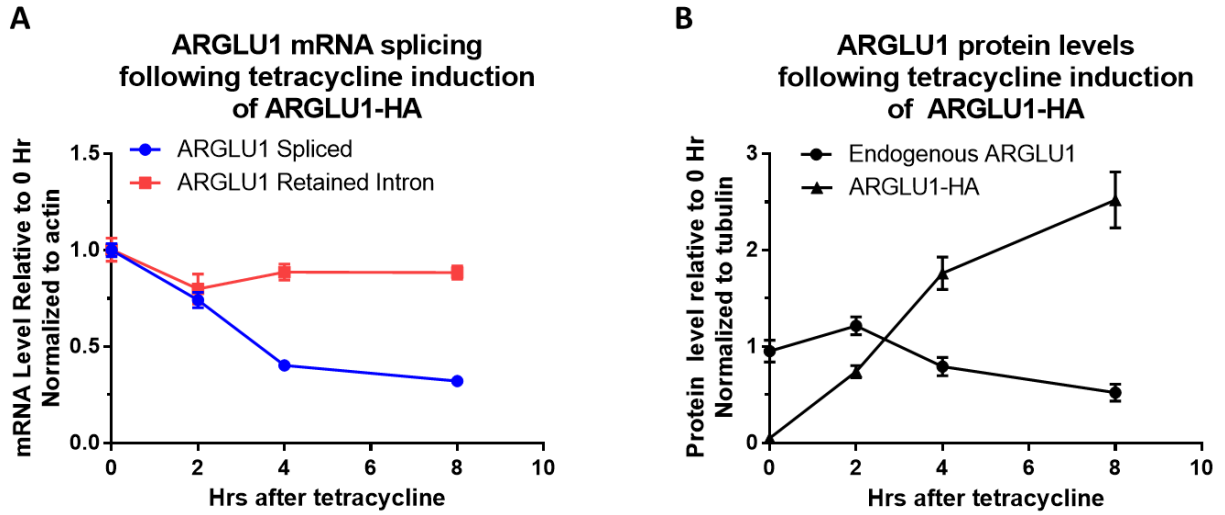 A
ARGLU1 mRNA splicing
following tetracycline induction
of ARGLU1-HA
ARGLU1 Spliced
ARGLU1 Retained Intron
mRNA Level Relative to 0 Hr
Normalized to actin
1.5
1.0
0.5
0.0
0 2 4 6 8 10
Hrs after tetracycline
B
ARGLU1 protein levels
following tetracycline induction
of ARGLU1-HA
Endogenous ARGLU1
ARGLU1-HA
Protein level relative to 0 Hr
Normalized to tubulin
3
2
1
0
0 2 4 6 8 10
Hrs after tetracycline